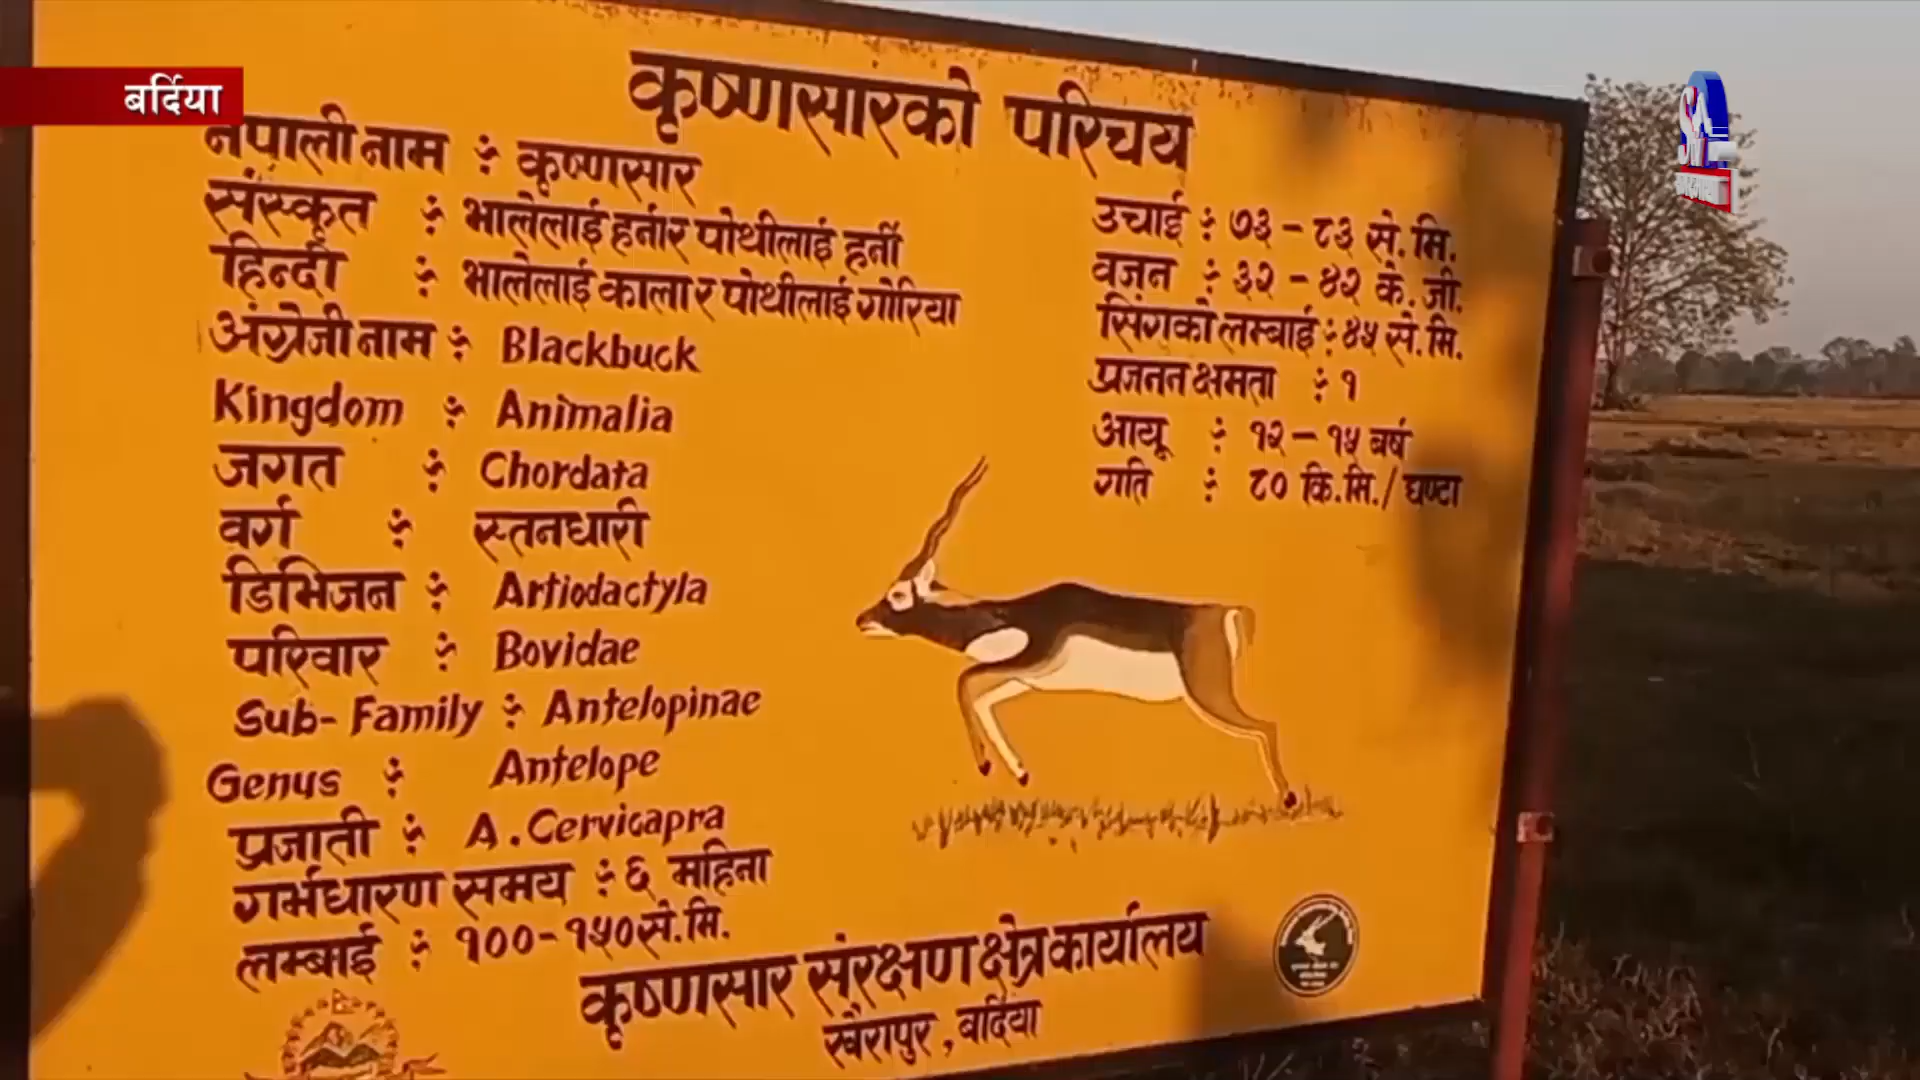 बर्दिया
कृष्णसारको परिचय
नेपाली नाम : कृष्णसार
संस्कृत : भालेलाई हर्नार पोथीलाई हर्नी
हिन्दी : भालेलाई कालार पोथीलाई गोरिया
अंग्रेजी नाम : Blackbuck
Kingdom : Animalia
जगत : Chordata
वर्ग : स्तनधारी
डिभिजन : Artiodactyla
परिवार : Bovidae
Sub-Family : Antelopinae
Genus : Antelope
प्रजाती : A.Cervicapra
गर्भधारण समय : ६ महिना
लम्बाई : १००-१५० से.मि.
उचाई : ७३ – ८३ से.मि.
वजन : ३२ – ४२ के.जी.
सिंगको लम्बाई : ४५ से.मि.
प्रजनन क्षमता : १
आयू : १२ – १५ बर्ष
गति : ८० कि.मि./घण्टा
कृष्णसार संरक्षण क्षेत्र कार्यालय
खैरापुर, बर्दिया